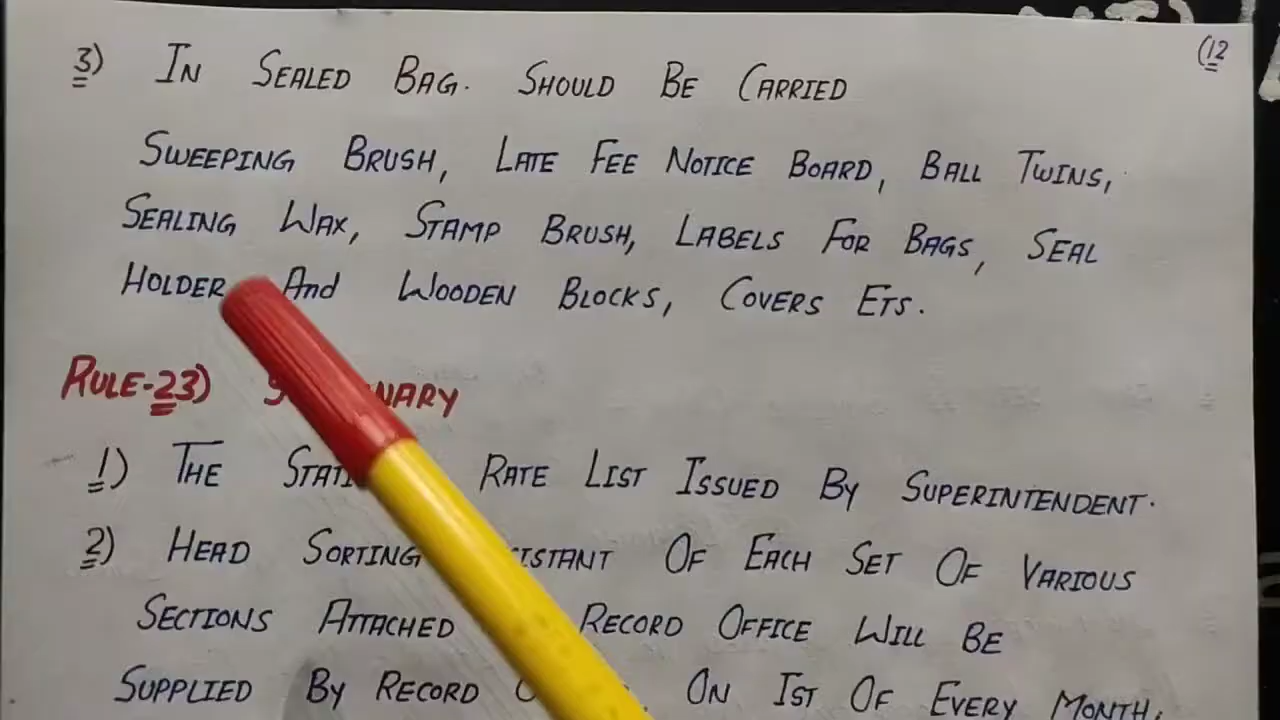 (12
3) IN SEALED BAG. SHOULD BE CARRIED
SWEEPING BRUSH, LATE FEE NOTICE BOARD, BALL TWINS,
SEALING WAX, STAMP BRUSH, LABELS FOR BAGS, SEAL
HOLDER And WOODEN BLOCKS, COVERS ETS.
RULE-23)
1) THE RATE LIST ISSUED BY SUPERINTENDENT.
2) HEAD SORTING OF EACH SET OF VARIOUS
SECTIONS ATTACHED RECORD OFFICE WILL BE
SUPPLIED BY RECORD ON IST OF EVERY MONTH.